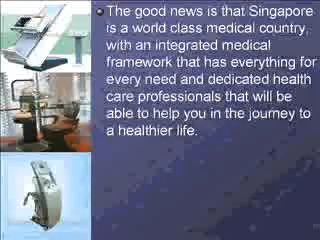 The good news is that Singapore
is a world class medical country,
with an integrated medical
framework that has everything for
every need and dedicated health
care professionals that will be
able to help you in the journey to
a healthier life.